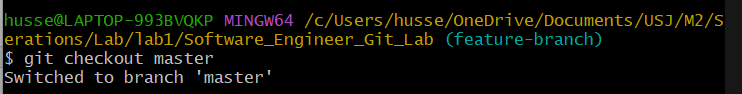 husse@LAPTOP-993BVQKP MINGW64 /c/Users/husse/OneDrive/Documents/USJ/M2/S
erations/Lab/lab1/Software_Engineer_Git_Lab (feature-branch)
$ git checkout master
Switched to branch 'master'